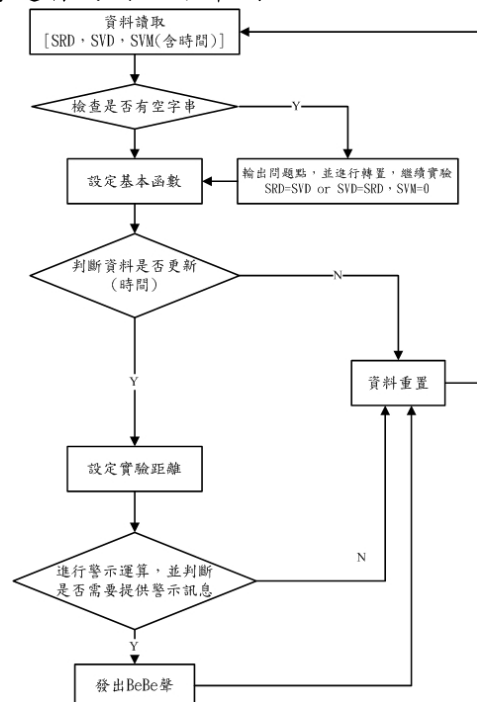 資料讀取
[SRD,SVD,SVM(含時間)]
檢查是否有空字串
Y
設定基本函數
輸出問題點,並進行轉置,繼續實驗
SRD=SVD or SVD=SRD,SVM=0
判斷資料是否更新
(時間)
N
Y
資料重置
設定實驗距離
進行警示運算,並判斷
是否需要提供警示訊息
N
Y
發出BeBe聲